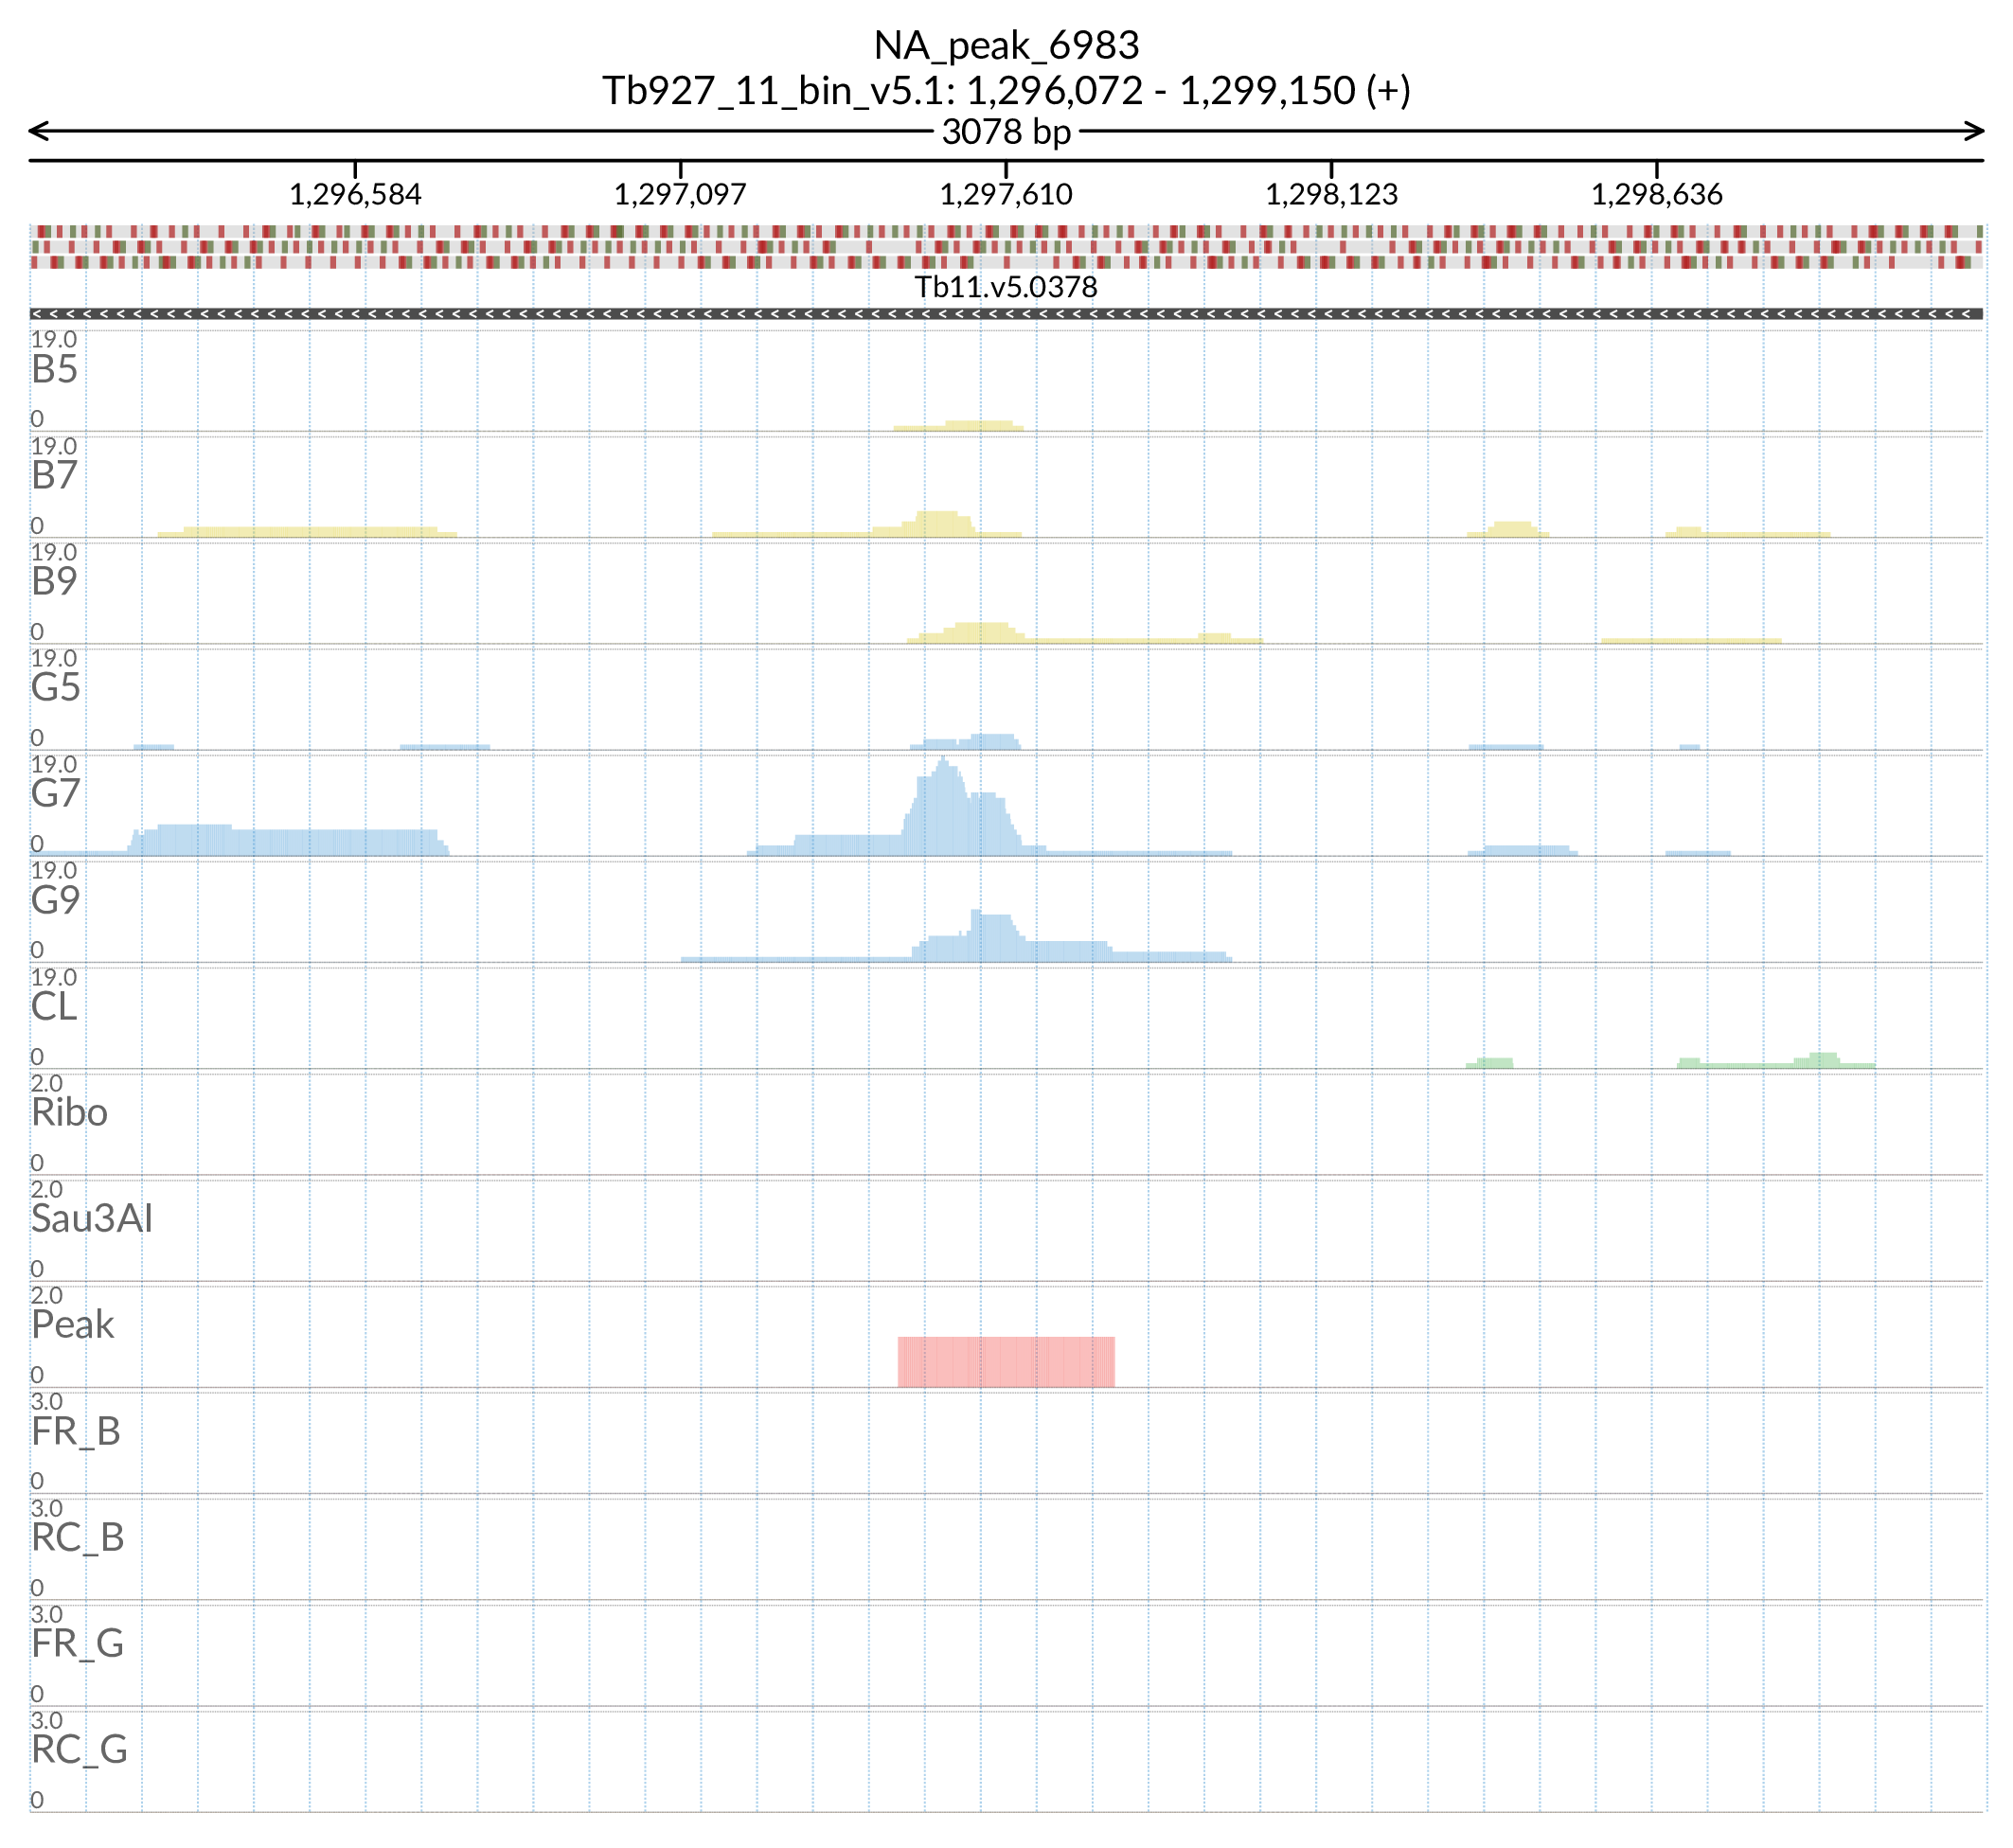 NA_peak_6983
Tb927_11_bin_v5.1: 1,296,072 - 1,299,150 (+)
3078 bp
1,296,584 1,297,097 1,297,610 1,298,123 1,298,636
Tb11.v5.0378
19.0
B5
0
19.0
B7
0
19.0
B9
0
19.0
G5
0
19.0
G7
0
19.0
G9
0
19.0
CL
0
2.0
Ribo
0
2.0
Sau3AI
0
2.0
Peak
0
3.0
FR_B
0
3.0
RC_B
0
3.0
FR_G
0
3.0
RC_G
0